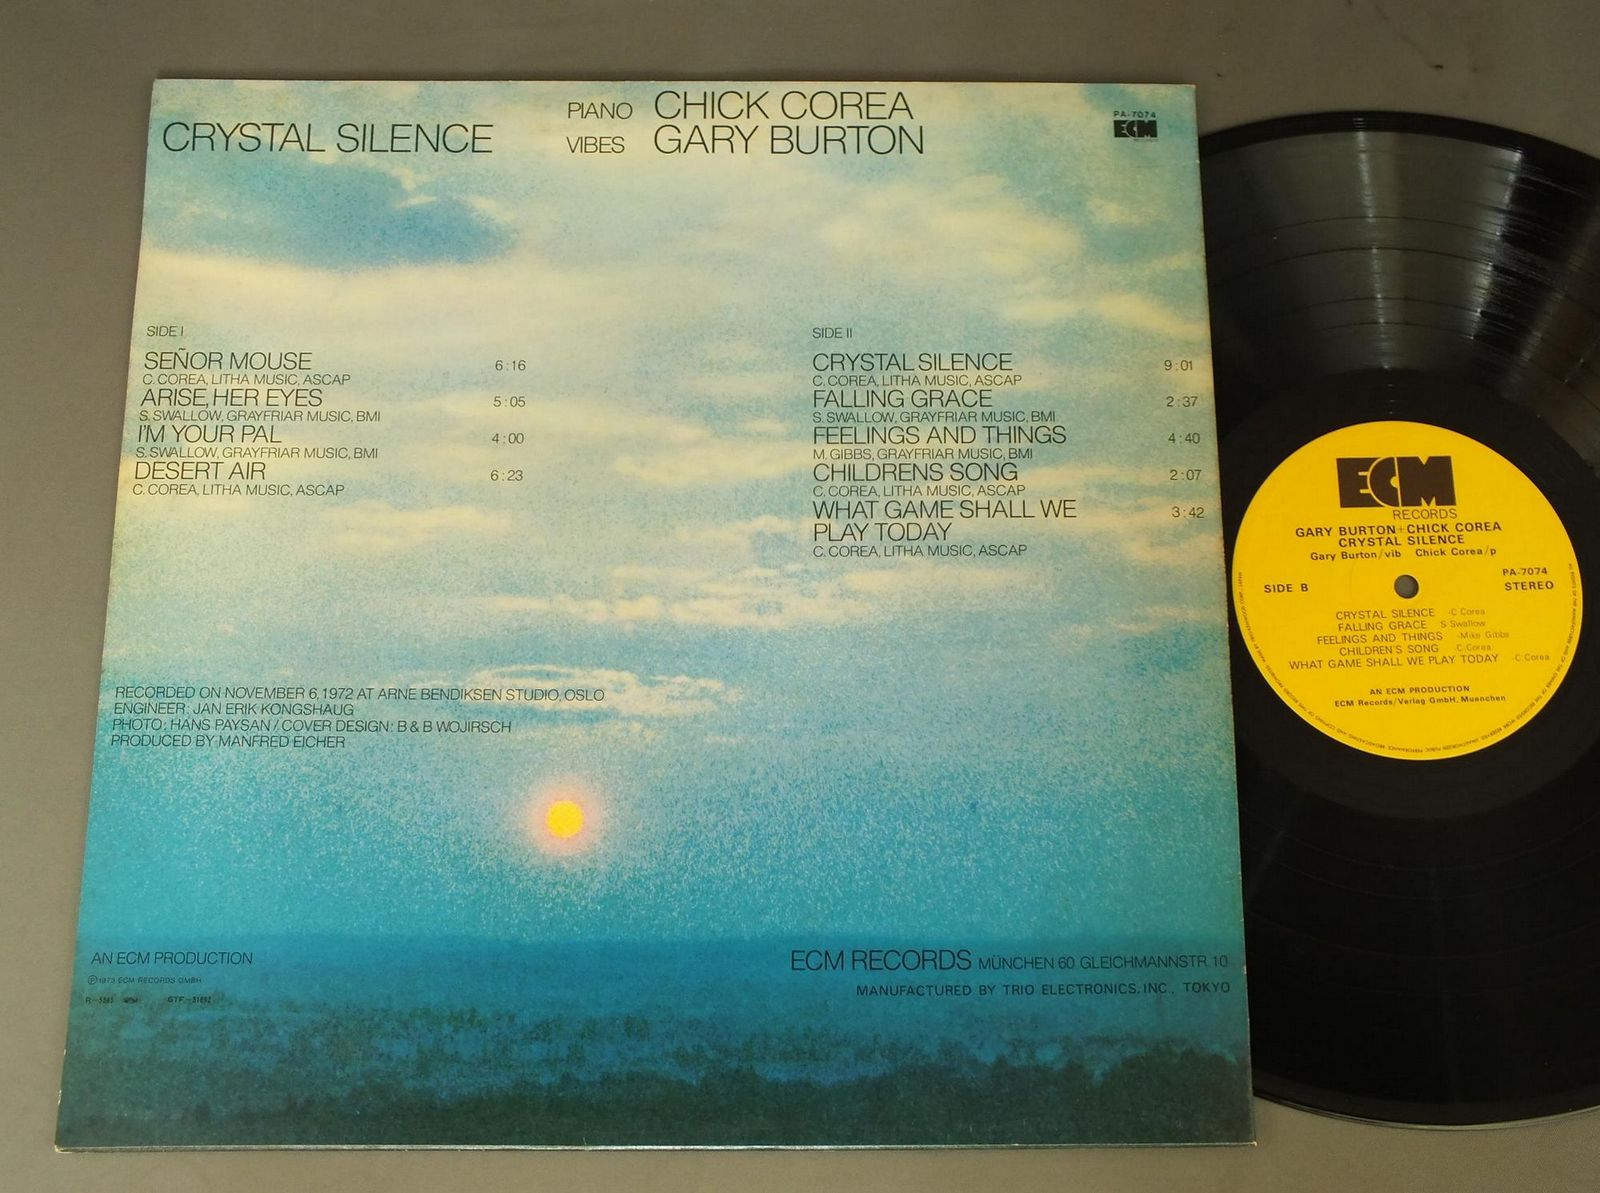 CRYSTAL SILENCE
PIANO CHICK COREA
VIBES GARY BURTON
PA-7074
ECM
SIDE I
SEÑOR MOUSE 6:16
C. COREA, LITHA MUSIC, ASCAP
ARISE, HER EYES 5:05
S. SWALLOW, GRAYFRIAR MUSIC, BMI
I'M YOUR PAL 4:00
S. SWALLOW, GRAYFRIAR MUSIC, BMI
DESERT AIR 6:23
C. COREA, LITHA MUSIC, ASCAP
SIDE II
CRYSTAL SILENCE 9:01
C. COREA, LITHA MUSIC, ASCAP
FALLING GRACE 2:37
S. SWALLOW, GRAYFRIAR MUSIC, BMI
FEELINGS AND THINGS 4:40
M. GIBBS, GRAYFRIAR MUSIC, BMI
CHILDRENS SONG 2:07
C. COREA, LITHA MUSIC, ASCAP
WHAT GAME SHALL WE 3:42
PLAY TODAY
C. COREA, LITHA MUSIC, ASCAP
RECORDED ON NOVEMBER 6, 1972 AT ARNE BENDIKSEN STUDIO, OSLO
ENGINEER: JAN ERIK KONGSHAUG
PHOTO: HANS PAYSAN / COVER DESIGN: B & B WOJIRSCH
PRODUCED BY MANFRED EICHER
AN ECM PRODUCTION
℗1973 ECM RECORDS GMBH
ECM RECORDS MÜNCHEN 60 GLEICHMANNSTR. 10
MANUFACTURED BY TRIO ELECTRONICS, INC., TOKYO
ECM
RECORDS
GARY BURTON+CHICK COREA
CRYSTAL SILENCE
Gary Burton/vib Chick Corea/p
PA-7074
SIDE B STEREO
CRYSTAL SILENCE -C. Corea
FALLING GRACE S Swallow
FEELINGS AND THINGS -Mike Gibbs
CHILDREN'S SONG -C. Corea
WHAT GAME SHALL WE PLAY TODAY -C. Corea
AN ECM PRODUCTION
ECM Records/Verlag GmbH, Muenchen